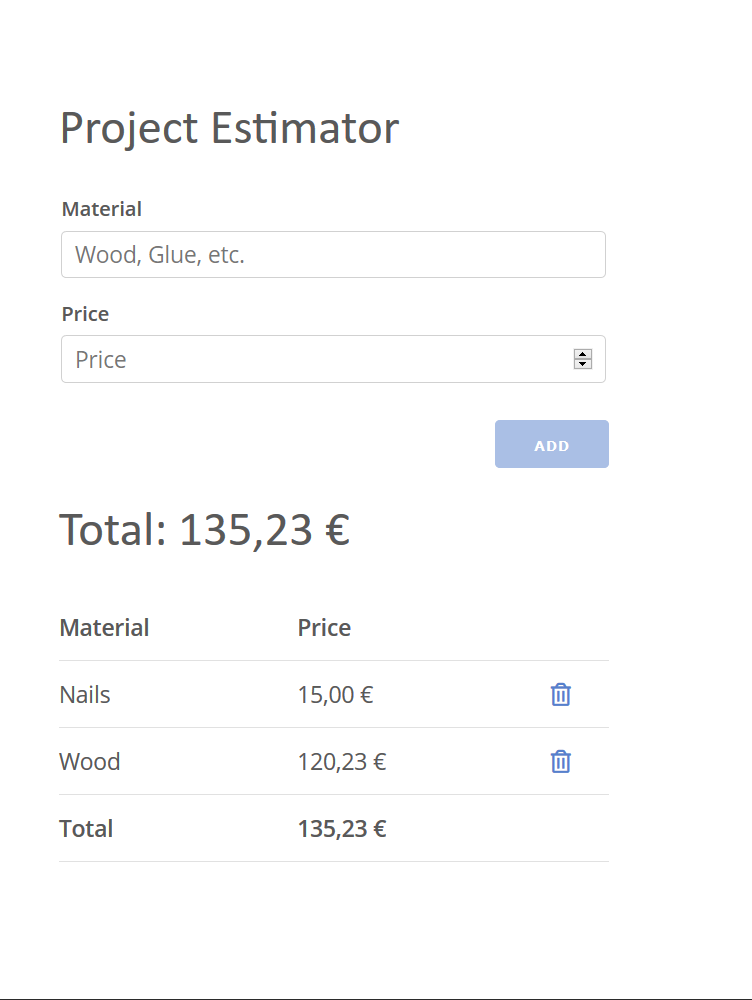 Project Estimator
Material
Wood, Glue, etc.
Price
Price
ADD
Total: 135,23 €
Material Price
Nails 15,00 €
Wood 120,23 €
Total 135,23 €